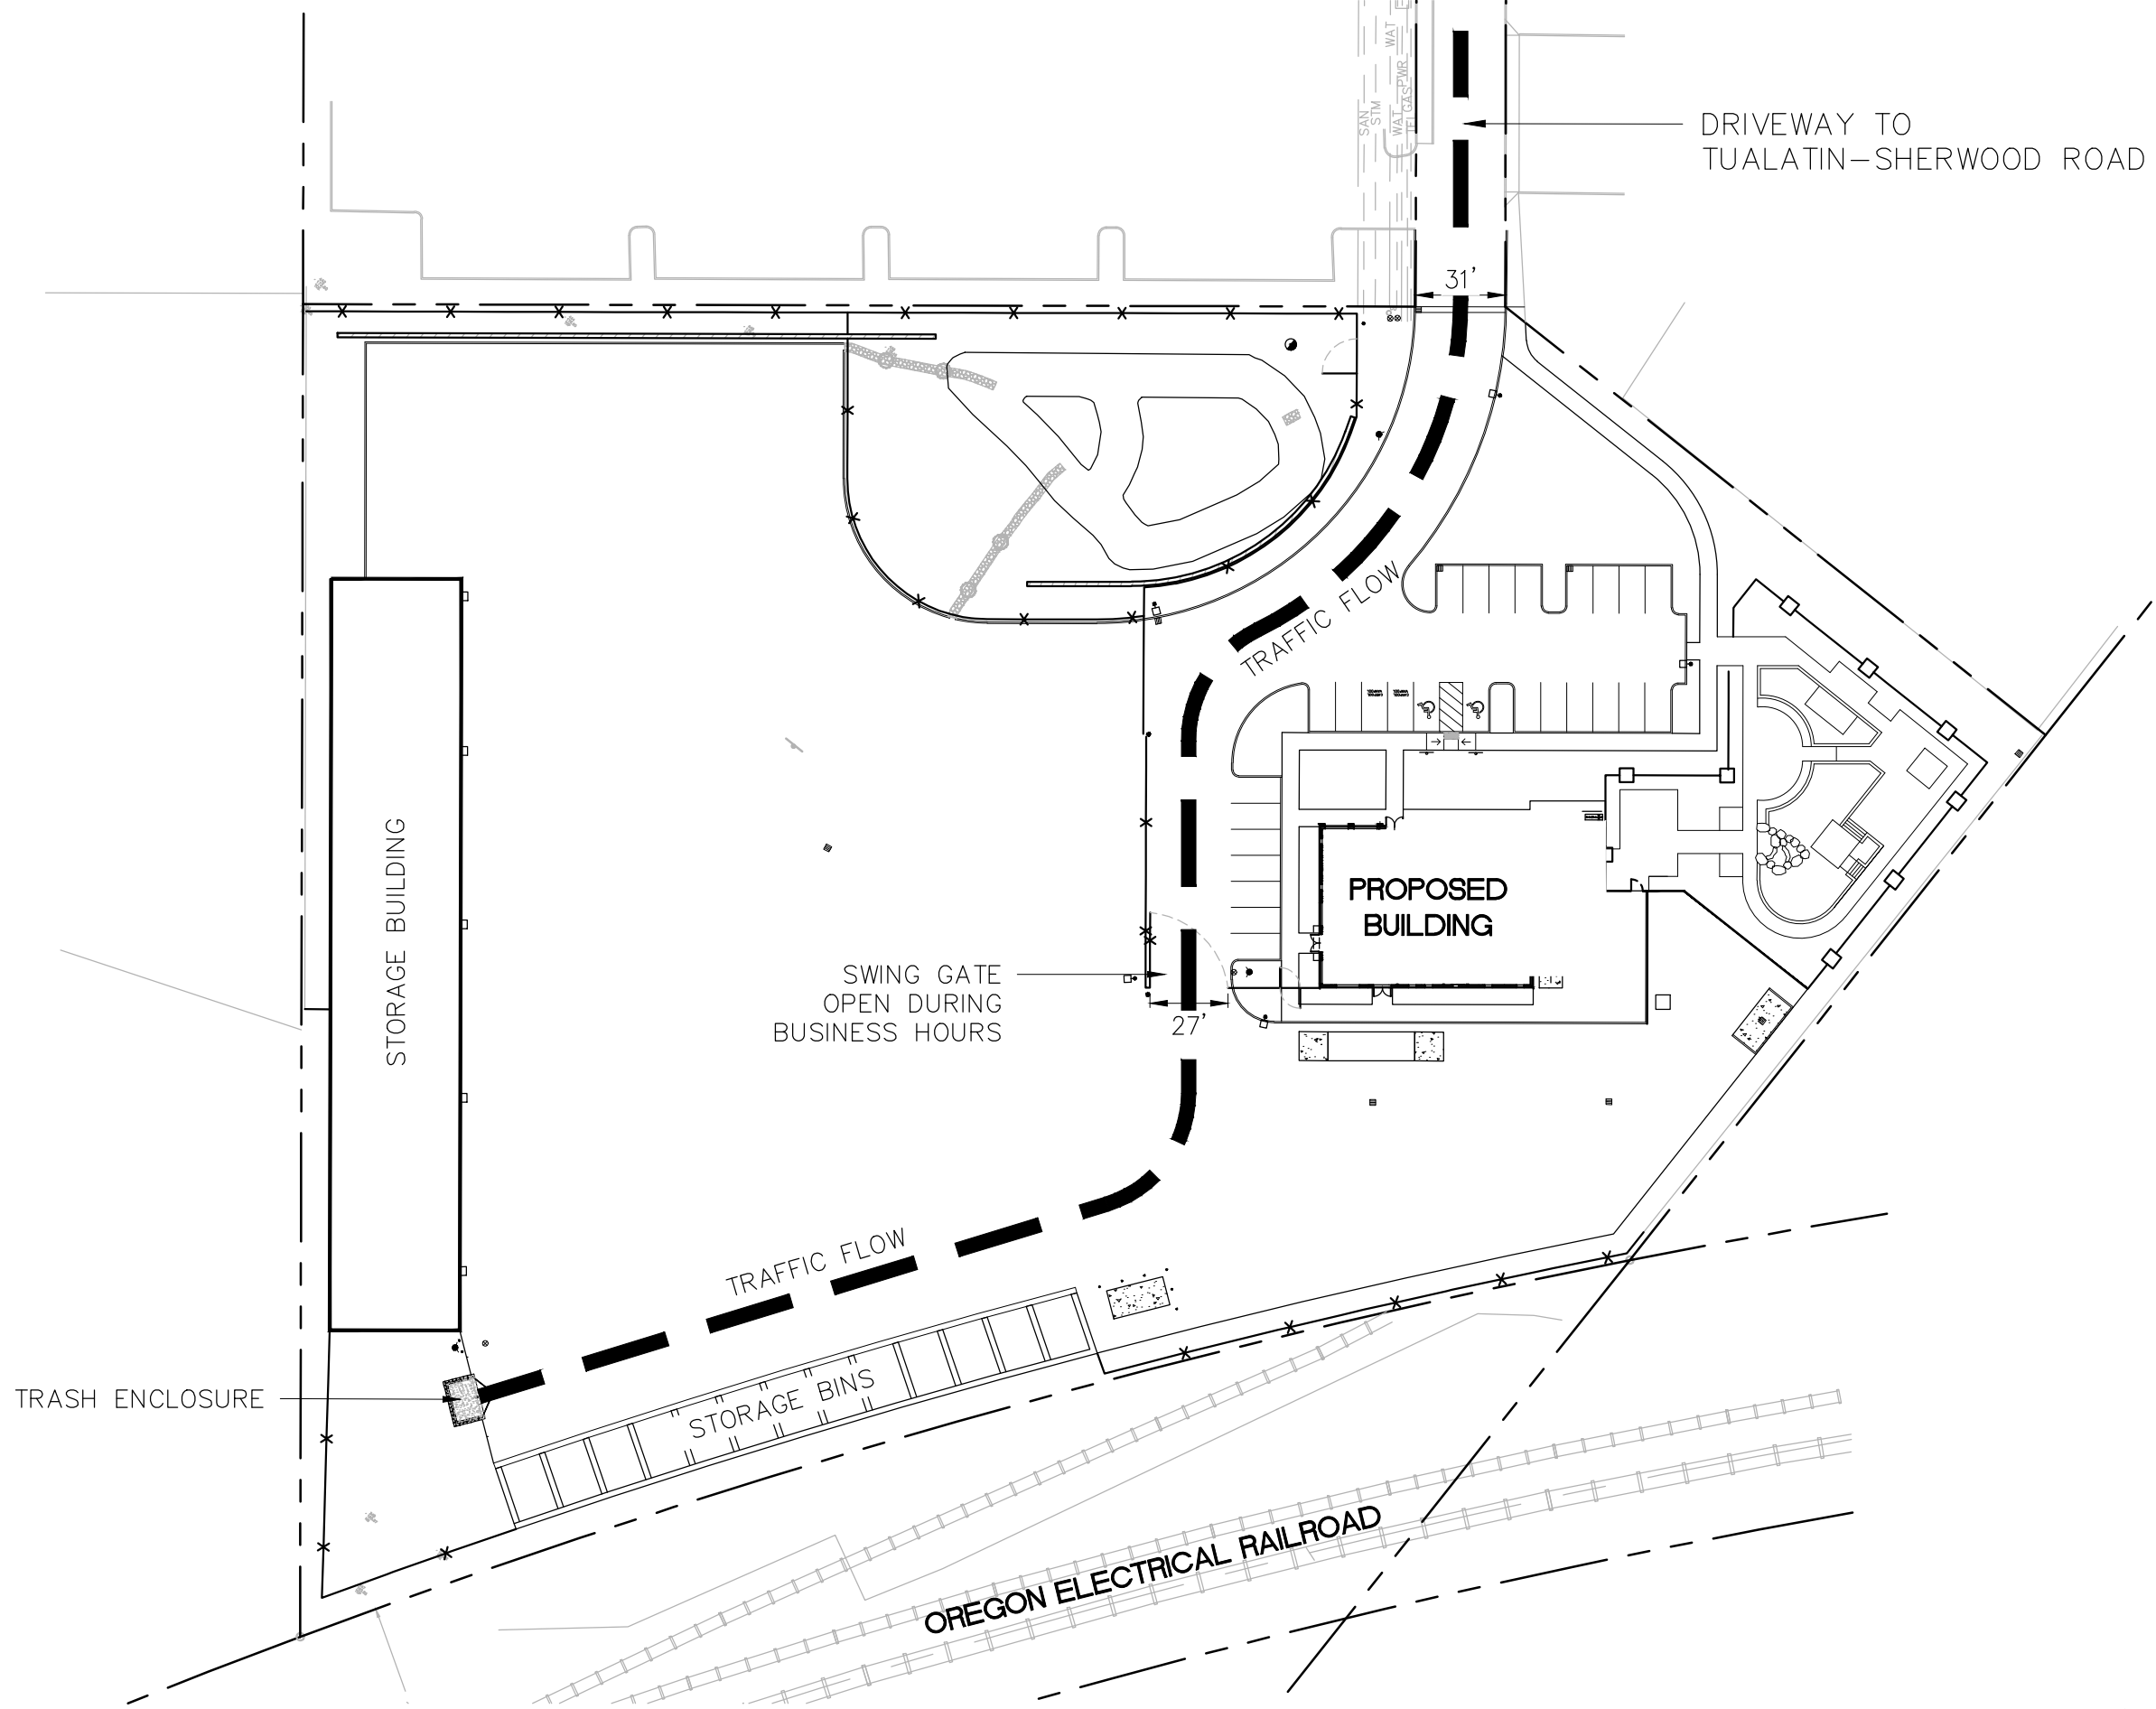 WAT
WAT
PWR
SAN
STM
GAS
DRIVEWAY TO
TUALATIN-SHERWOOD ROAD
31'
TRAFFIC FLOW
STORAGE BUILDING
PROPOSED
BUILDING
SWING GATE
OPEN DURING
BUSINESS HOURS
27'
TRAFFIC FLOW
STORAGE BINS
TRASH ENCLOSURE
OREGON ELECTRICAL RAILROAD